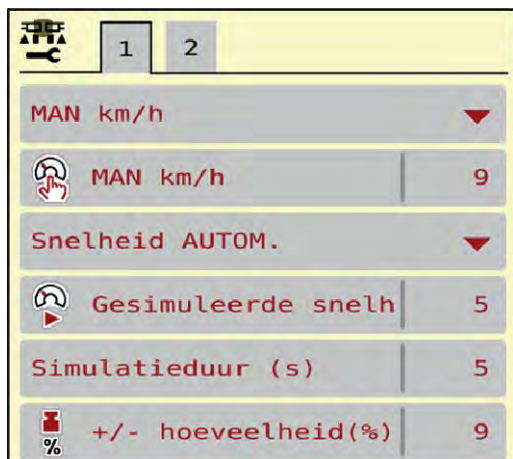 1 2
MAN km/h
MAN km/h 9
Snelheid AUTOM.
Gesimuleerde snelh 5
Simulatieduur (s) 5
% +/- hoeveelheid(%) 9